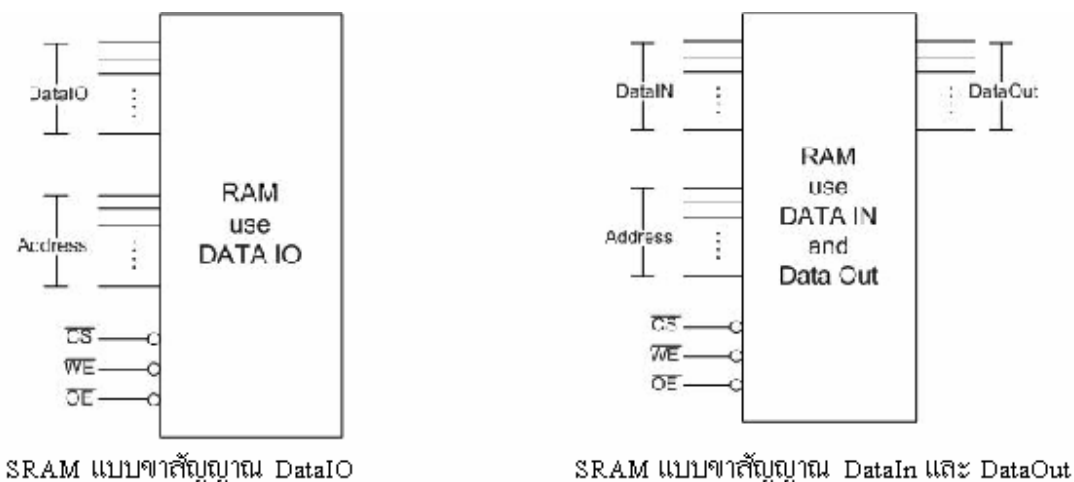 DataIO
Address
RAM
use
DATA IO
CS
WE
OE
SRAM แบบขาสัญญาณ DataIO
DataIN
DataOut
Address
RAM
use
DATA IN
and
Data Out
CS
WE
OE
SRAM แบบขาสัญญาณ DataIn และ DataOut